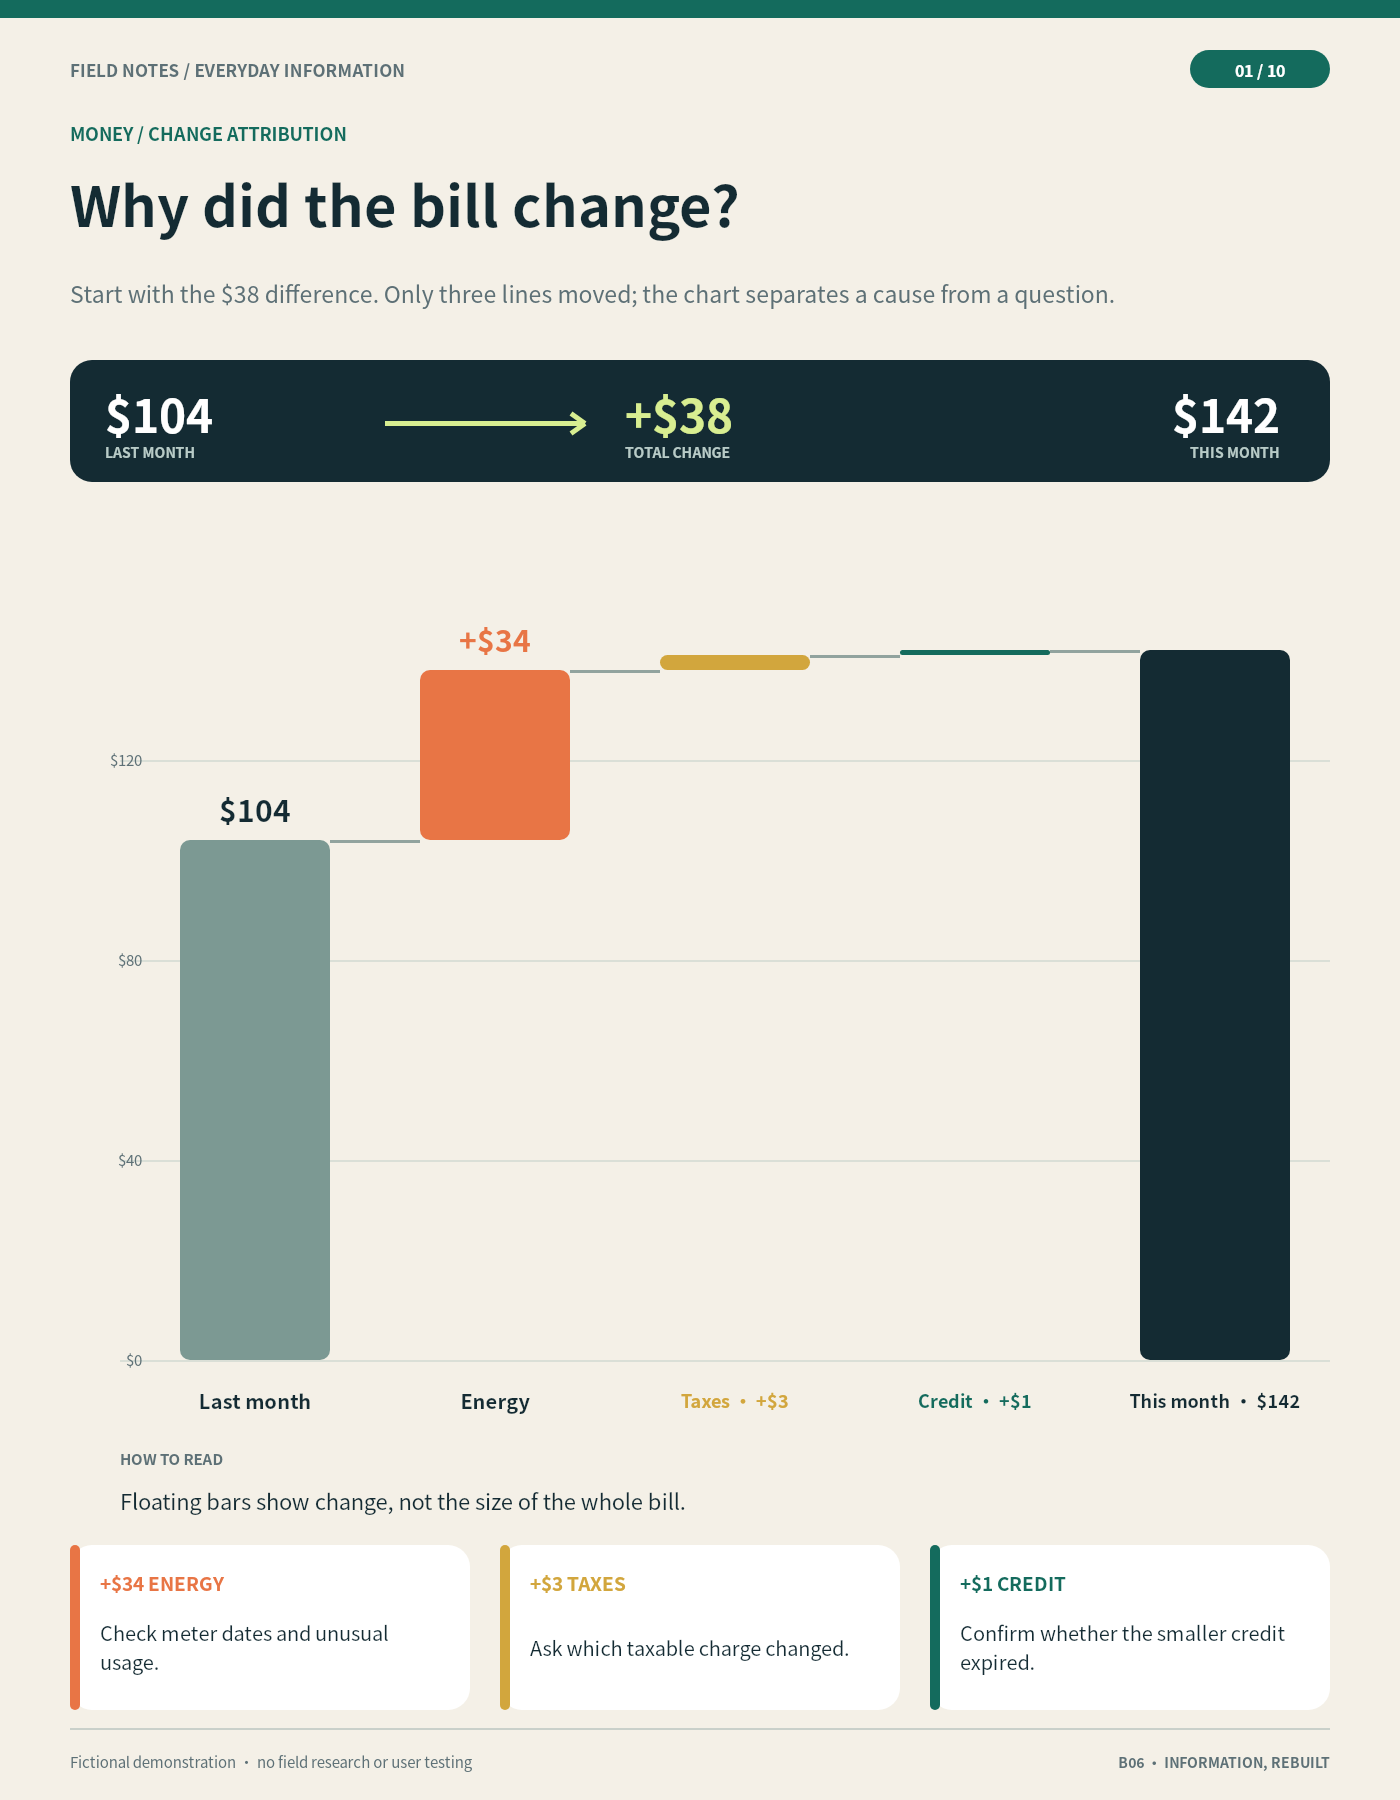 FIELD NOTES / EVERYDAY INFORMATION
01 / 10
MONEY / CHANGE ATTRIBUTION
Why did the bill change?
Start with the $38 difference. Only three lines moved; the chart separates a cause from a question.
$104
LAST MONTH
+$38
TOTAL CHANGE
$142
THIS MONTH
+$34
$120
$104
$80
$40
$0
Last month
Energy
Taxes • +$3
Credit • +$1
This month • $142
HOW TO READ
Floating bars show change, not the size of the whole bill.
+$34 ENERGY
Check meter dates and unusual
usage.
+$3 TAXES
Ask which taxable charge changed.
+$1 CREDIT
Confirm whether the smaller credit
expired.
Fictional demonstration • no field research or user testing
B06 • INFORMATION, REBUILT